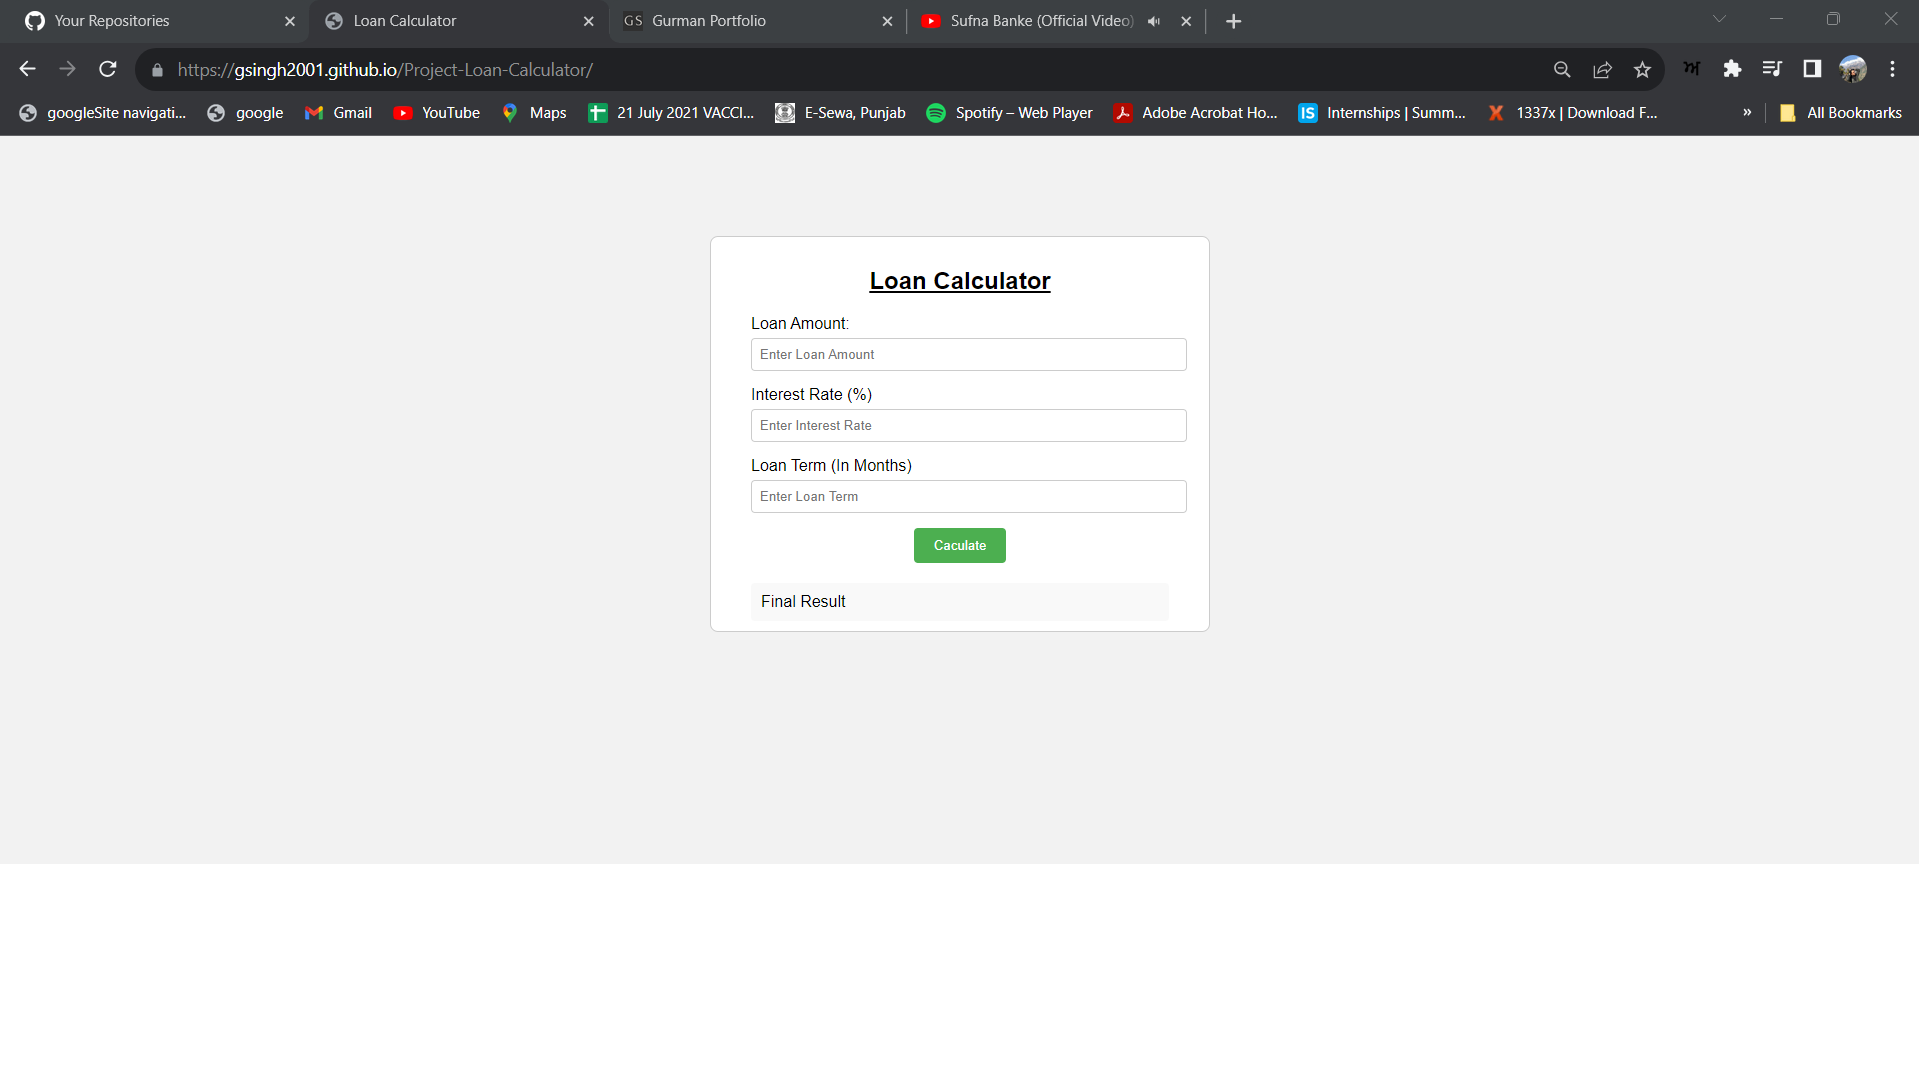 Your Repositories
Loan Calculator
GS Gurman Portfolio
Sufna Banke (Official Video)
https://gsingh2001.github.io/Project-Loan-Calculator/
googleSite navigati... google Gmail YouTube Maps 21 July 2021 VACCI... E-Sewa, Punjab Spotify – Web Player Adobe Acrobat Ho... IS Internships | Summ... X 1337x | Download F... » All Bookmarks
Loan Calculator
Loan Amount:
Enter Loan Amount
Interest Rate (%)
Enter Interest Rate
Loan Term (In Months)
Enter Loan Term
Caculate
Final Result